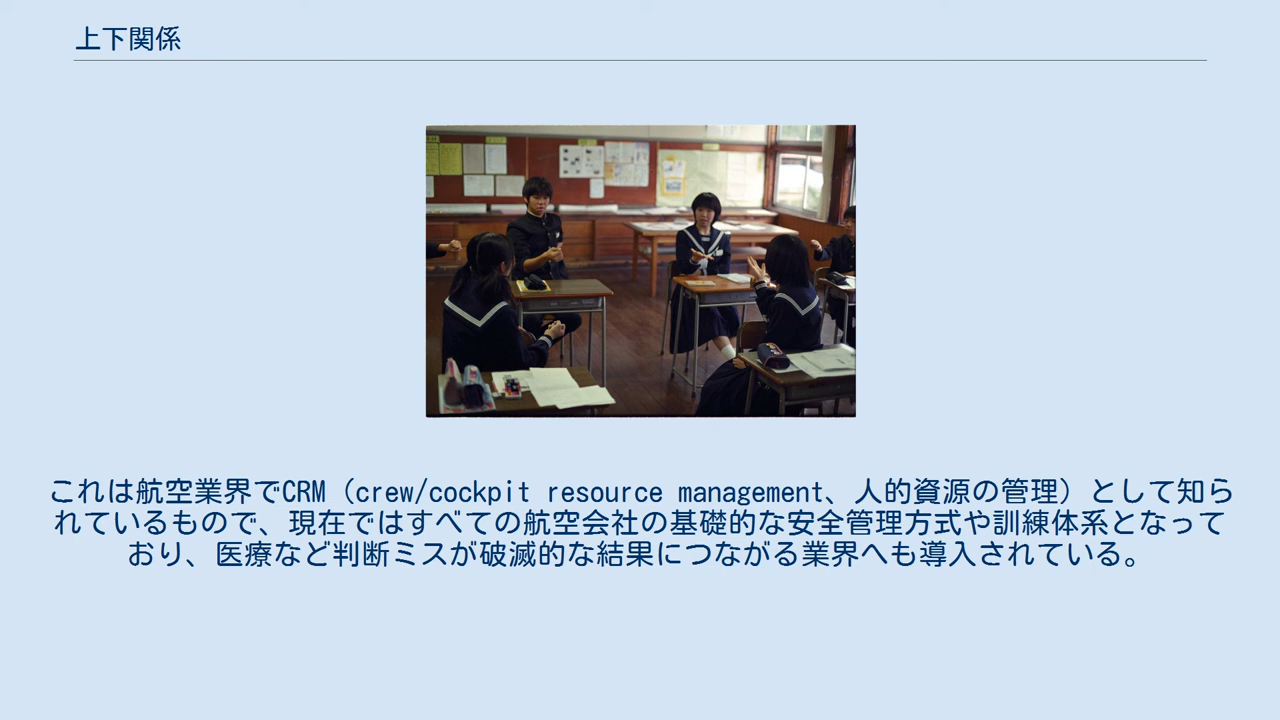 上下関係
これは航空業界でCRM（crew/cockpit resource management、人的資源の管理）として知ら
れているもので、現在ではすべての航空会社の基礎的な安全管理方式や訓練体系となって
おり、医療など判断ミスが破滅的な結果につながる業界へも導入されている。